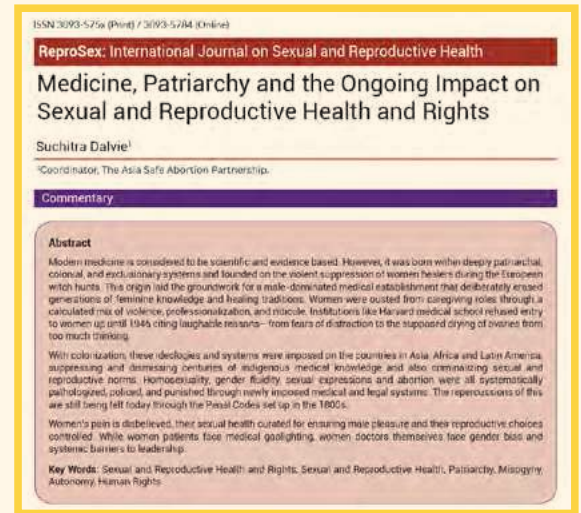 ISSN 3093-575x (Print) / 3093-5784 (Online)
ReproSex: International Journal on Sexual and Reproductive Health
Medicine, Patriarchy and the Ongoing Impact on
Sexual and Reproductive Health and Rights
Suchitra Dalvie¹
¹Coordinator, The Asia Safe Abortion Partnership.
Commentary
Abstract
Modern medicine is considered to be scientific and evidence based. However, it was born within deeply patriarchal,
colonial, and exclusionary systems and founded on the violent suppression of women healers during the European
witch hunts. This origin laid the groundwork for a male-dominated medical establishment that deliberately erased
generations of feminine knowledge and healing traditions. Women were ousted from caregiving roles through a
calculated mix of violence, professionalization, and ridicule. Institutions like Harvard medical school refused entry
to women up until 1945 citing laughable reasons—from fears of distraction to the supposed drying of ovaries from
too much thinking.
With colonization, these ideologies and systems were imposed on the countries in Asia, Africa and Latin America,
suppressing and dismissing centuries of indigenous medical knowledge and also criminalizing sexual and
reproductive norms. Homosexuality, gender fluidity, sexual expressions and abortion were all systematically
pathologized, policed, and punished through newly imposed medical and legal systems. The repercussions of this
are still being felt today through the Penal Codes set up in the 1800s.
Women's pain is disbelieved, their sexual health curated for ensuring male pleasure and their reproductive choices
controlled. While women patients face medical gaslighting, women doctors themselves face gender bias and
systemic barriers to leadership.
Key Words: Sexual and Reproductive Health and Rights, Sexual and Reproductive Health, Patriarchy, Misogyny,
Autonomy, Human Rights